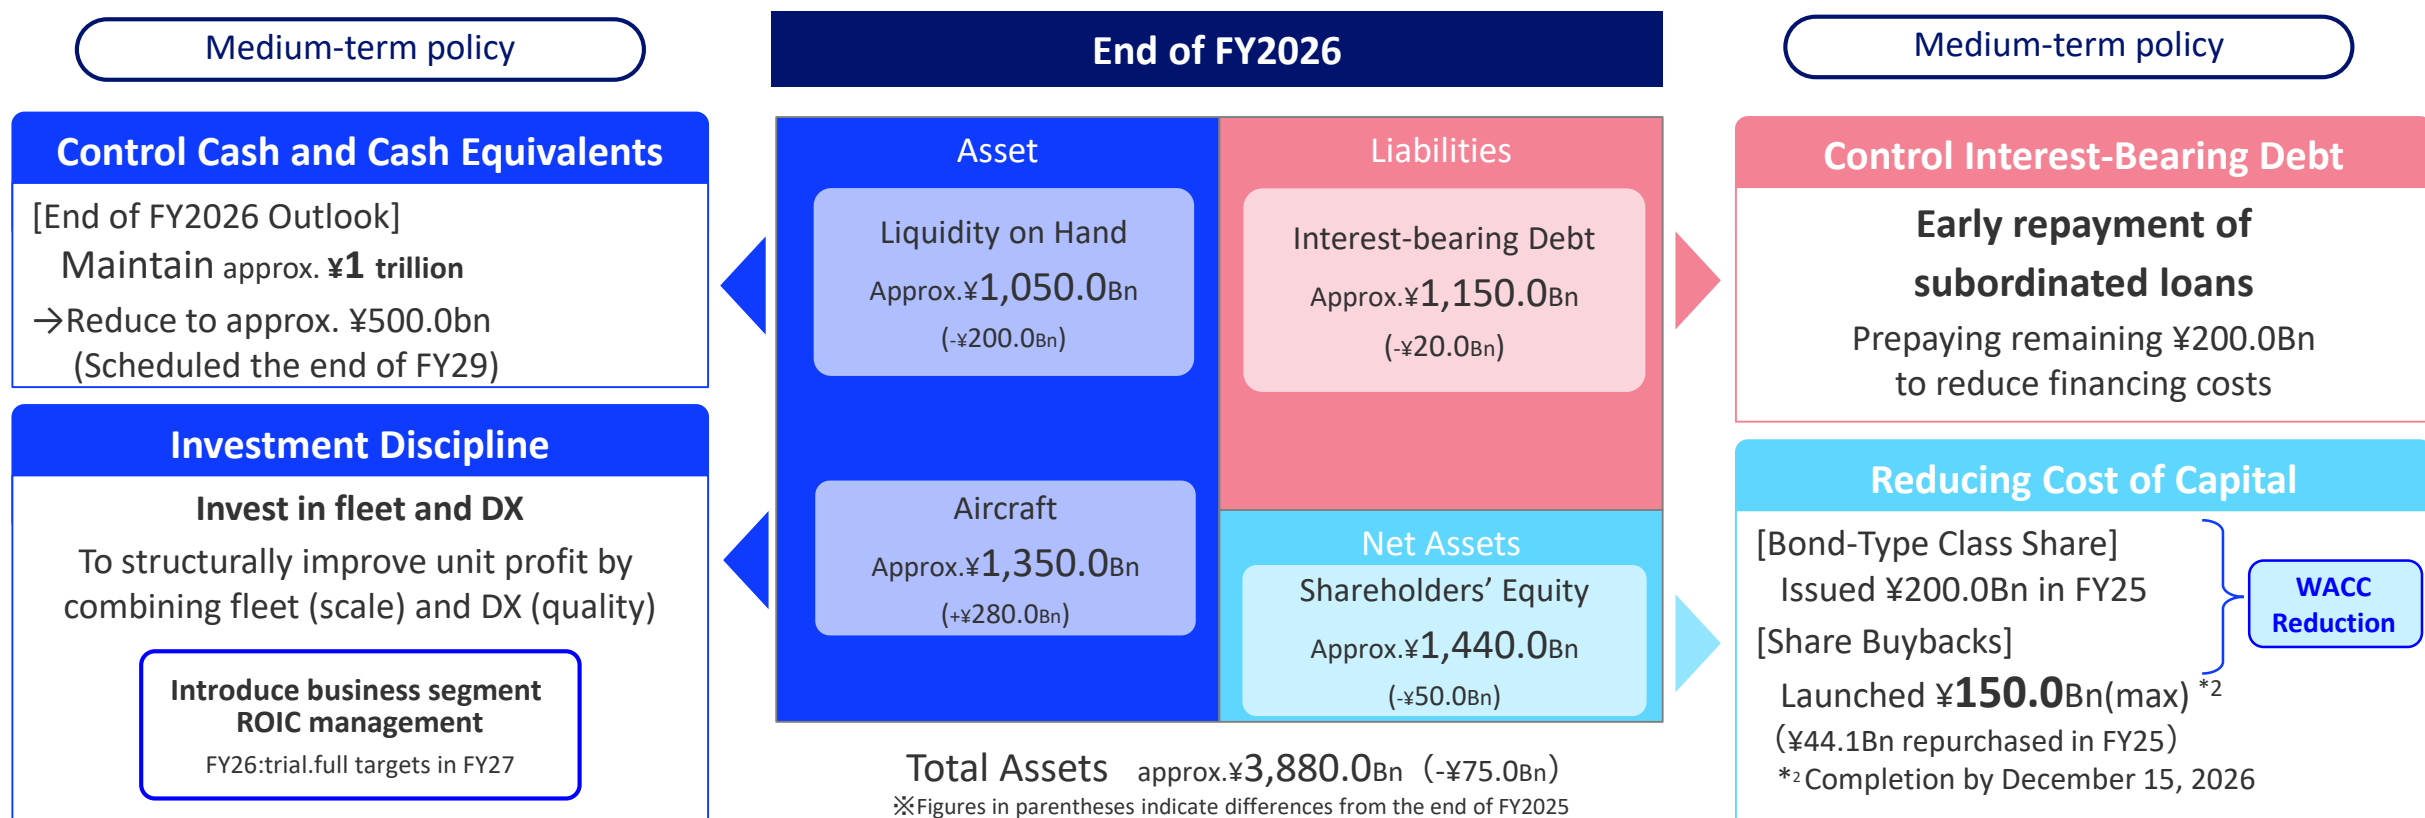 Medium-term policy
Control Cash and Cash Equivalents
[End of FY2026 Outlook]
Maintain approx. ¥1 trillion
→Reduce to approx. ¥500.0bn
(Scheduled the end of FY29)
Investment Discipline
Invest in fleet and DX
To structurally improve unit profit by
combining fleet (scale) and DX (quality)
Introduce business segment
ROIC management
FY26:trial.full targets in FY27
End of FY2026
Asset
Liquidity on Hand
Approx.¥1,050.0Bn
(-¥200.0Bn)
Aircraft
Approx.¥1,350.0Bn
(+¥280.0Bn)
Liabilities
Interest-bearing Debt
Approx.¥1,150.0Bn
(-¥20.0Bn)
Net Assets
Shareholders’ Equity
Approx.¥1,440.0Bn
(-¥50.0Bn)
Total Assets approx.¥3,880.0Bn（-¥75.0Bn）
※Figures in parentheses indicate differences from the end of FY2025
Medium-term policy
Control Interest-Bearing Debt
Early repayment of
subordinated loans
Prepaying remaining ¥200.0Bn
to reduce financing costs
Reducing Cost of Capital
[Bond-Type Class Share]
Issued ¥200.0Bn in FY25
[Share Buybacks]
Launched ¥150.0Bn(max) *2
（¥44.1Bn repurchased in FY25）
*2 Completion by December 15, 2026
WACC
Reduction